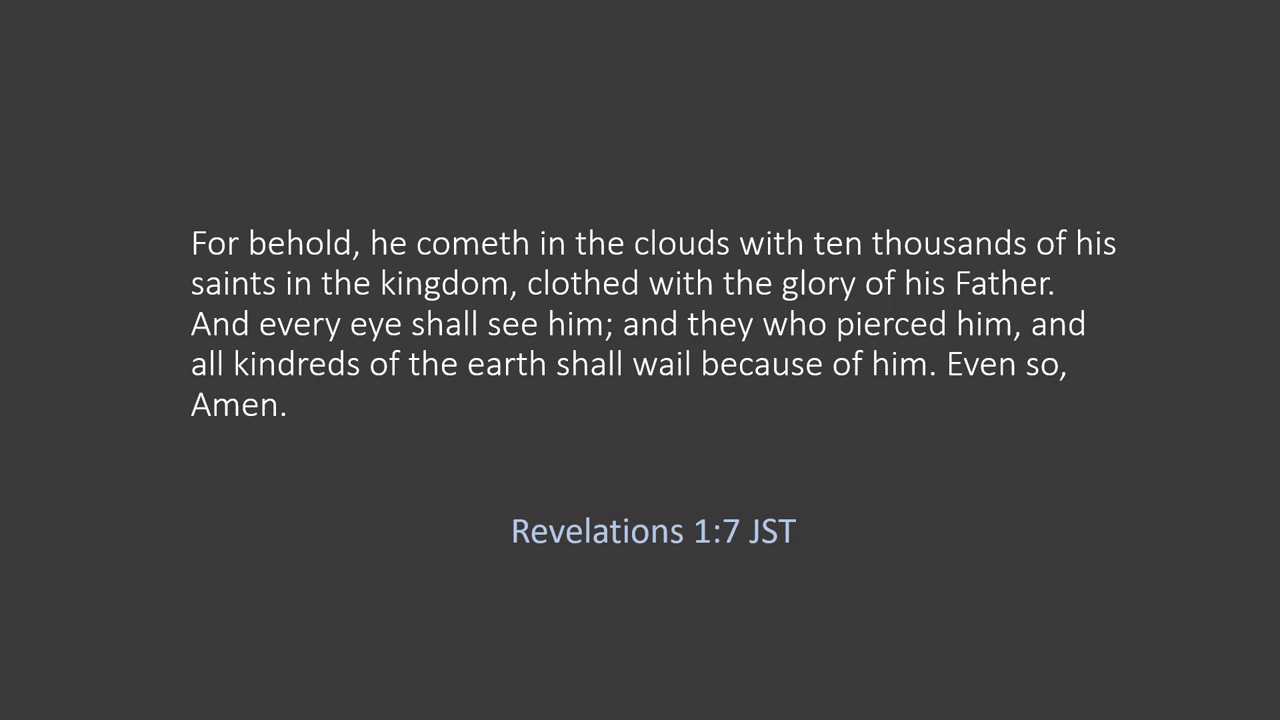 For behold, he cometh in the clouds with ten thousands of his
saints in the kingdom, clothed with the glory of his Father.
And every eye shall see him; and they who pierced him, and
all kindreds of the earth shall wail because of him. Even so,
Amen.
Revelations 1:7 JST